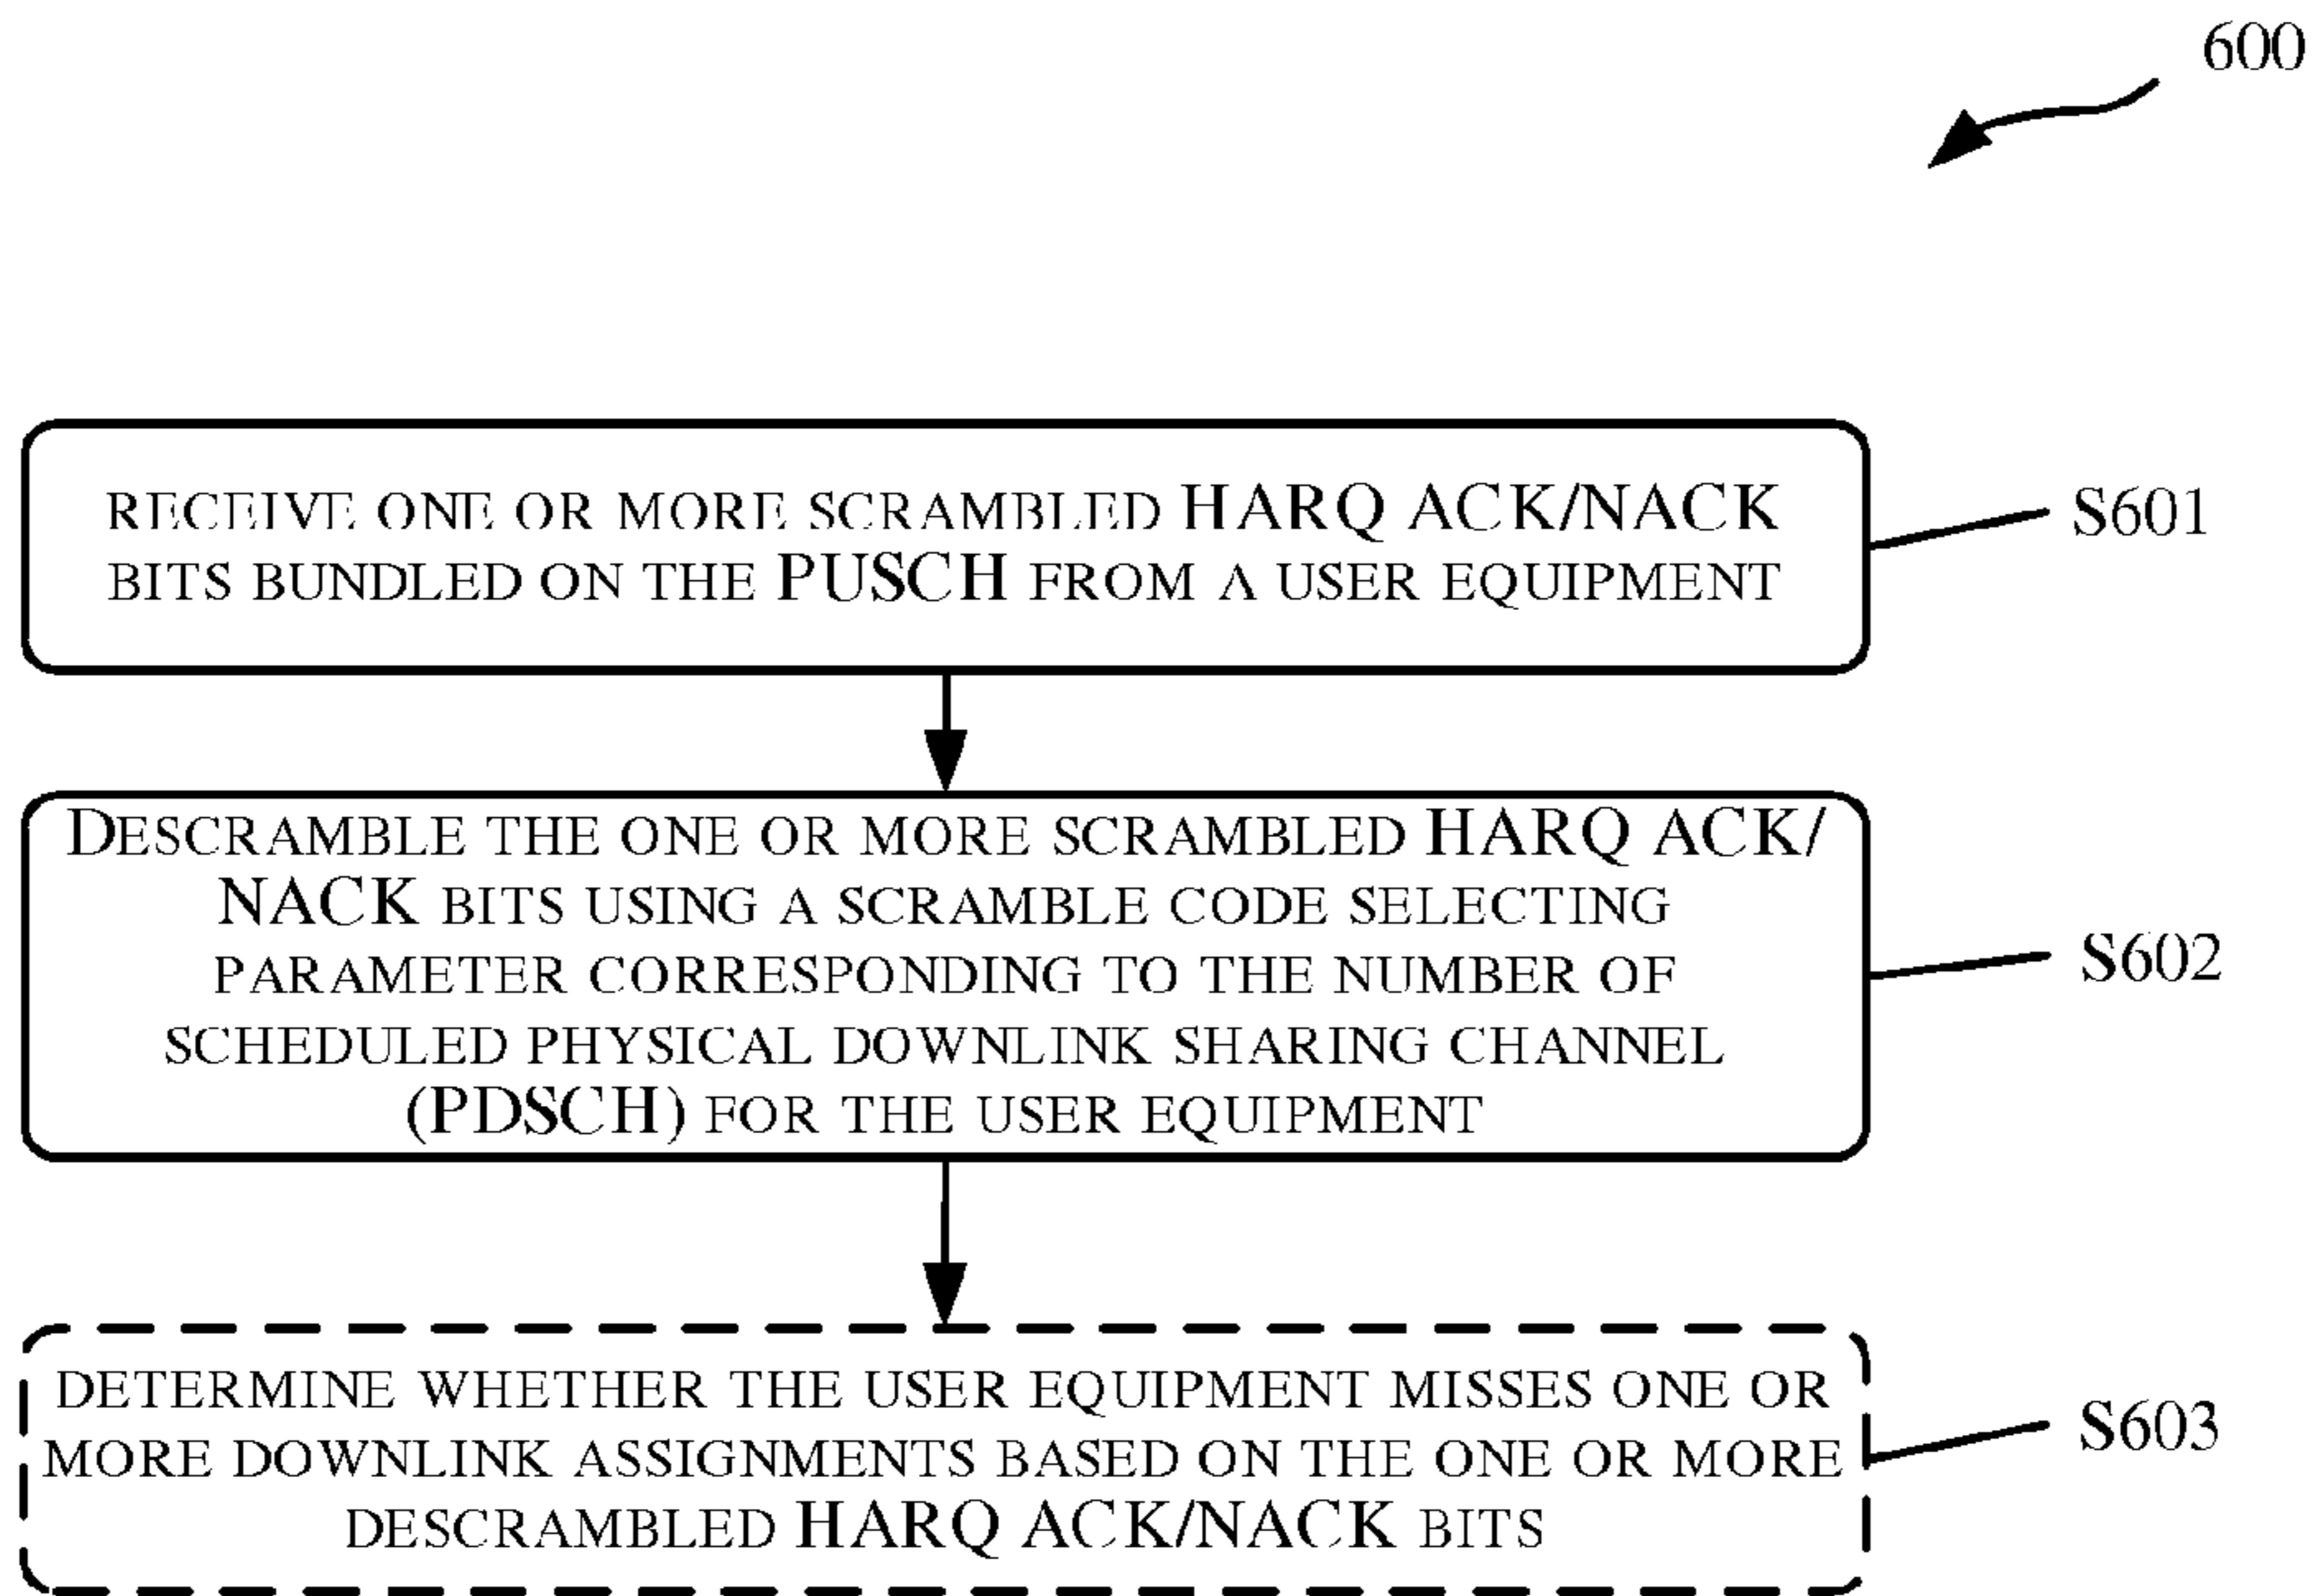 600
RECEIVE ONE OR MORE SCRAMBLED HARQ ACK/NACK
BITS BUNDLED ON THE PUSCH FROM A USER EQUIPMENT
S601
DESCRAMBLE THE ONE OR MORE SCRAMBLED HARQ ACK/
NACK BITS USING A SCRAMBLE CODE SELECTING
PARAMETER CORRESPONDING TO THE NUMBER OF
SCHEDULED PHYSICAL DOWNLINK SHARING CHANNEL
(PDSCH) FOR THE USER EQUIPMENT
S602
DETERMINE WHETHER THE USER EQUIPMENT MISSES ONE OR
MORE DOWNLINK ASSIGNMENTS BASED ON THE ONE OR MORE
DESCRAMBLED HARQ ACK/NACK BITS
S603